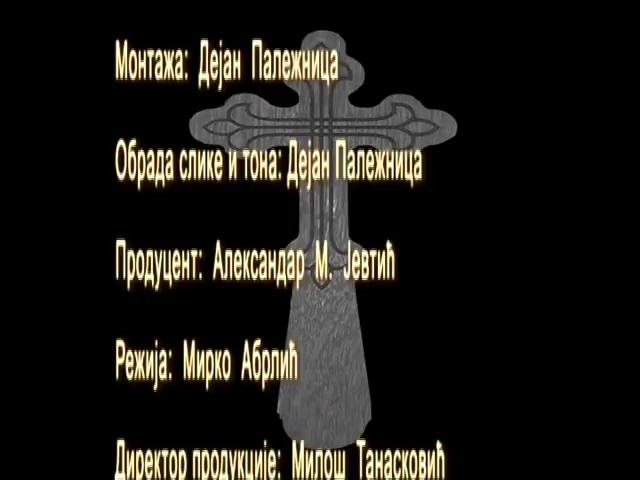 Монтажа: Дејан Палежница
Обрада слике и тона: Дејан Палежница
Продуцент: Александар М. Јевтић
Режија: Мирко Абрлић
Директор продукције: Милош Танасковић